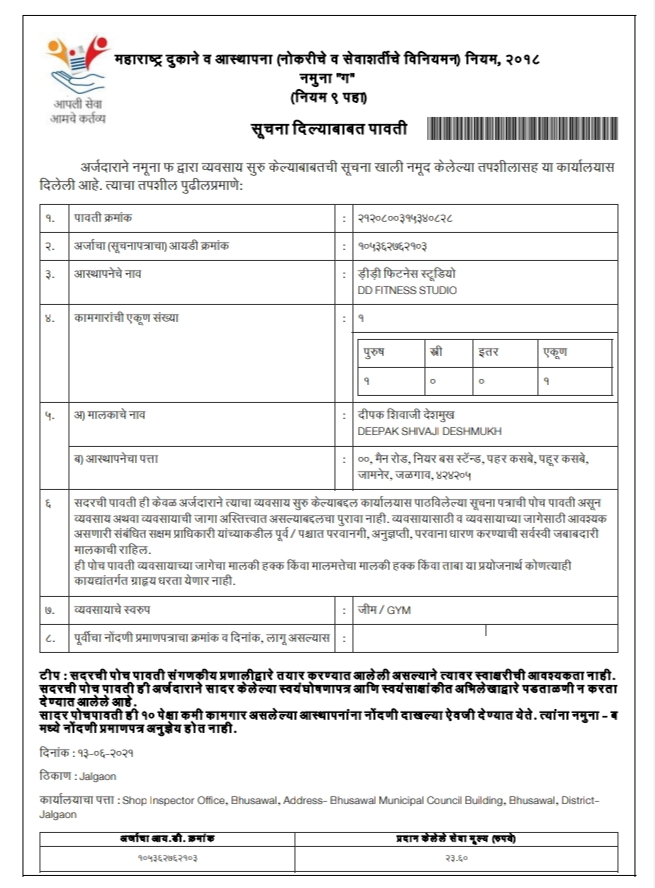 महाराष्ट्र दुकाने व आस्थापना (नोकरीचे व सेवाशर्तीचे विनियमन) नियम, २०१८
नमुना "ग"
(नियम ९ पहा)
आपली सेवा
आमचे कर्तव्य
सूचना दिल्याबाबत पावती
अर्जदाराने नमूना फ द्वारा व्यवसाय सुरु केल्याबाबतची सूचना खाली नमूद केलेल्या तपशीलासह या कार्यालयास
दिलेली आहे. त्याचा तपशील पुढीलप्रमाणे:
१. पावती क्रमांक : २१२०८००३१५३४०८२८
२. अर्जाचा (सूचनापत्राचा) आयडी क्रमांक : १०५३६२७६२१०३
३. आस्थापनेचे नाव : ड़ीड़ी फिटनेस स्टूडियो
DD FITNESS STUDIO
४. कामगारांची एकूण संख्या : १
पुरुष स्त्री इतर एकूण
१ ० ० १
५. अ) मालकाचे नाव : दीपक शिवाजी देशमुख
DEEPAK SHIVAJI DESHMUKH
ब) आस्थापनेचा पत्ता : ००, मैन रोड, नियर बस स्टॅन्ड, पहर कसबे, पहूर कसबे,
जामनेर, जळगाव, ४२४२०५
६ सदरची पावती ही केवळ अर्जदाराने त्याचा व्यवसाय सुरु केल्याबद्दल कार्यालयास पाठविलेल्या सूचना पत्राची पोच पावती असून
व्यवसाय अथवा व्यवसायाची जागा अस्तित्त्वात असल्याबद्दलचा पुरावा नाही. व्यवसायासाठी व व्यवसायाच्या जागेसाठी आवश्यक
असणारी संबंधित सक्षम प्राधिकारी यांच्याकडील पूर्व / पश्चात परवानगी, अनुज्ञप्ती, परवाना धारण करण्याची सर्वस्वी जबाबदारी
मालकाची राहिल.
ही पोच पावती व्यवसायाच्या जागेचा मालकी हक्क किंवा मालमत्तेचा मालकी हक्क किंवा ताबा या प्रयोजनार्थ कोणत्याही
कायद्यांतर्गत ग्राह्य धरता येणार नाही.
७. व्यवसायाचे स्वरुप : जीम / GYM
८. पूर्वीचा नोंदणी प्रमाणपत्राचा क्रमांक व दिनांक, लागू असल्यास :
टीप : सदरची पोच पावती संगणकीय प्रणालीद्वारे तयार करण्यात आलेली असल्याने त्यावर स्वाक्षरीची आवश्यकता नाही.
सदरची पोच पावती ही अर्जदाराने सादर केलेल्या स्वयंघोषणापत्र आणि स्वयंसाक्षांकीत अभिलेखाद्वारे पडताळणी न करता
देण्यात आलेले आहे.
सादर पोचपावती ही १० पेक्षा कमी कामगार असलेल्या आस्थापनांना नोंदणी दाखल्या ऐवजी देण्यात येते. त्यांना नमुना – ब
मध्ये नोंदणी प्रमाणपत्र अनुज्ञेय होत नाही.
दिनांक : १३-०६-२०२१
ठिकाण : Jalgaon
कार्यालयाचा पत्ता : Shop Inspector Office, Bhusawal, Address- Bhusawal Municipal Council Building, Bhusawal, District-
Jalgaon
अर्जाचा आय.डी. क्रमांक प्रदान केलेले सेवा मूल्य (रुपये)
१०५३६२७६२१०३ २३.६०